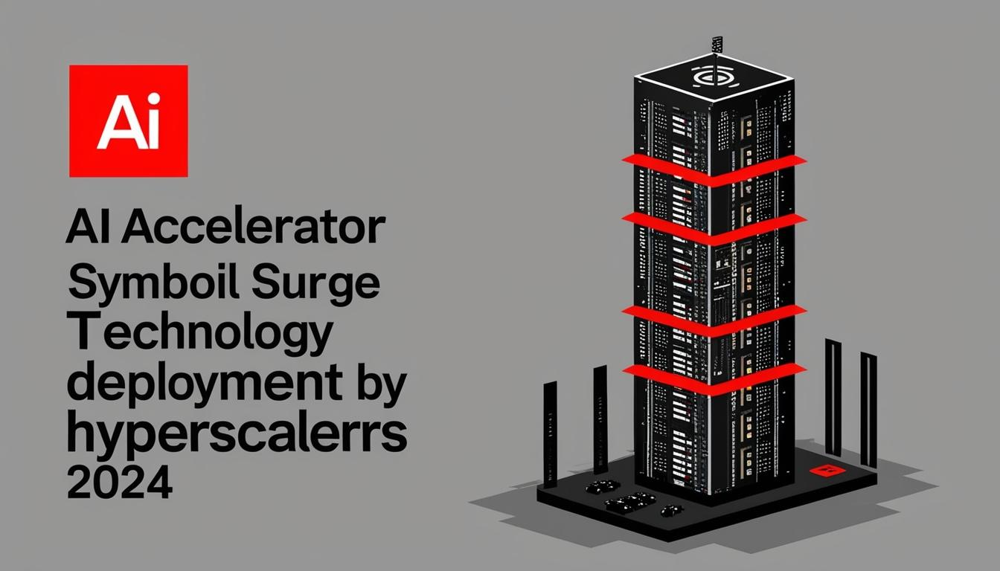 Ai
AI Accelerator
Symboil Surge
Technology
deployment by
hyperscalerrs
2024